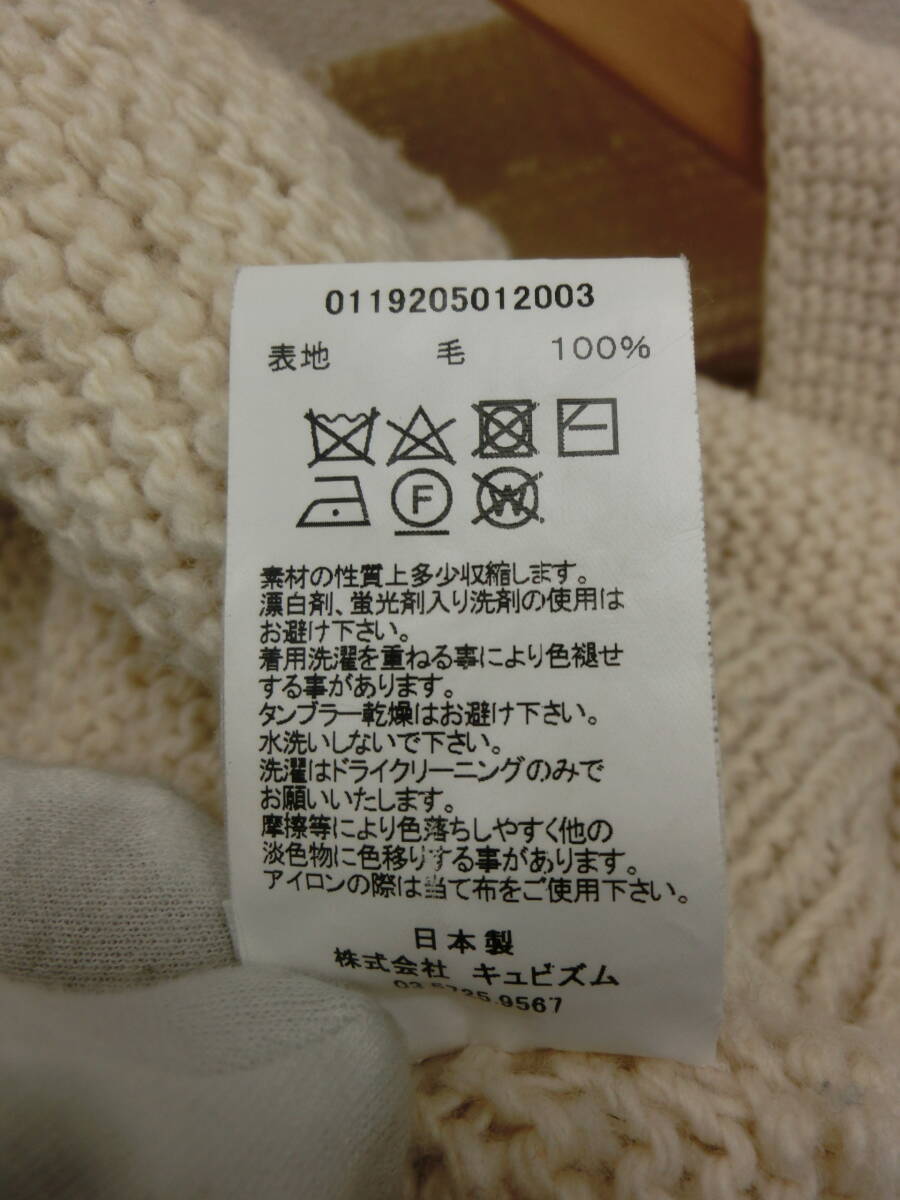 0119205012003
表地 毛 100%
F
W
素材の性質上多少収縮します。
漂白剤、蛍光剤入り洗剤の使用は
お避け下さい。
着用洗濯を重ねる事により色褪せ
する事があります。
タンブラー乾燥はお避け下さい。
水洗いしないで下さい。
洗濯はドライクリーニングのみで
お願いいたします。
摩擦等により色落ちしやすく他の
淡色物に色移りする事があります。
アイロンの際は当て布をご使用下さい。
日本製
株式会社 キュビズム
03.5725.9567